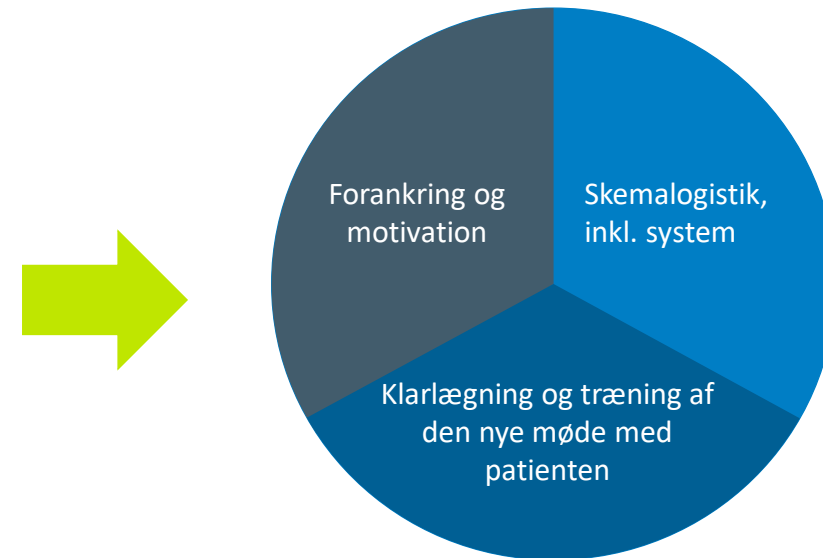 Forankring og
motivation
Skemalogistik,
inkl. system
Klarlægning og træning af
den nye møde med
patienten